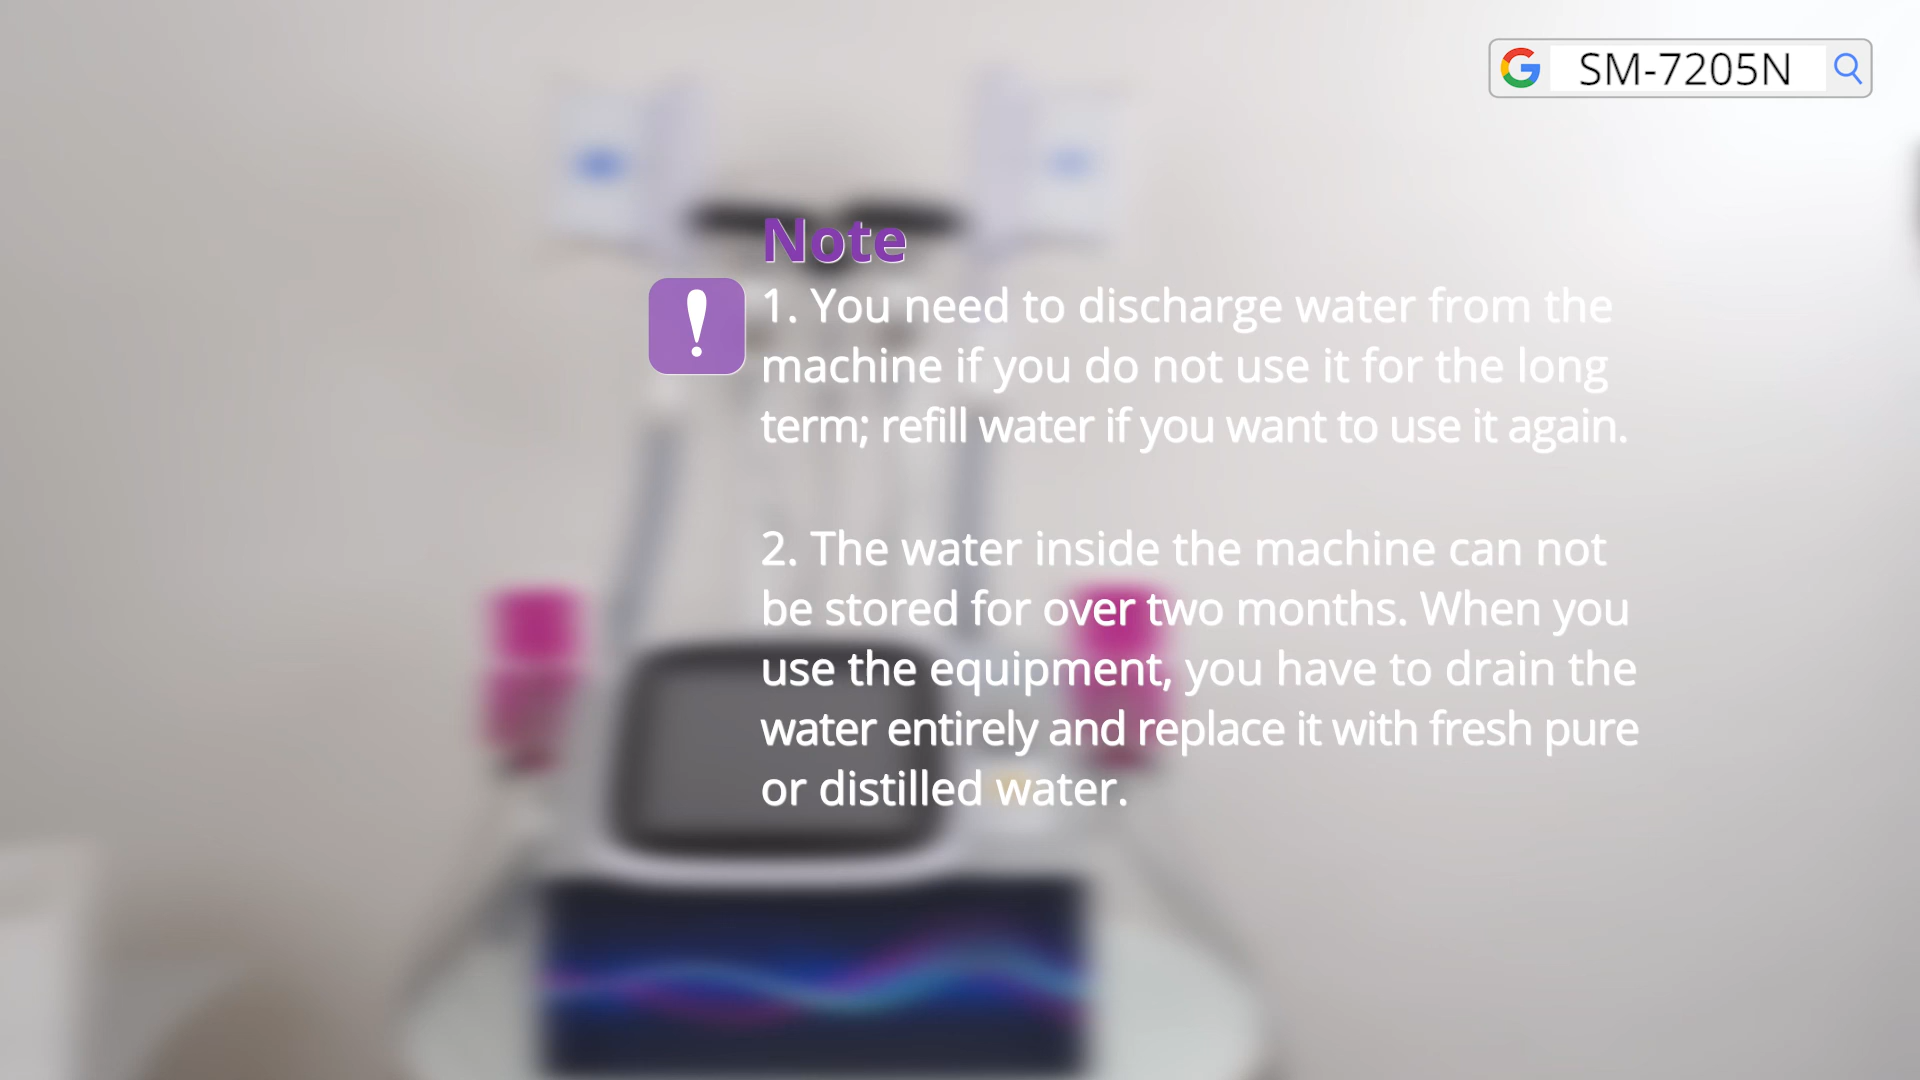 SM-7205N
Note
1. You need to discharge water from the
machine if you do not use it for the long
term; refill water if you want to use it again.
2. The water inside the machine can not
be stored for over two months. When you
use the equipment, you have to drain the
water entirely and replace it with fresh pure
or distilled water.